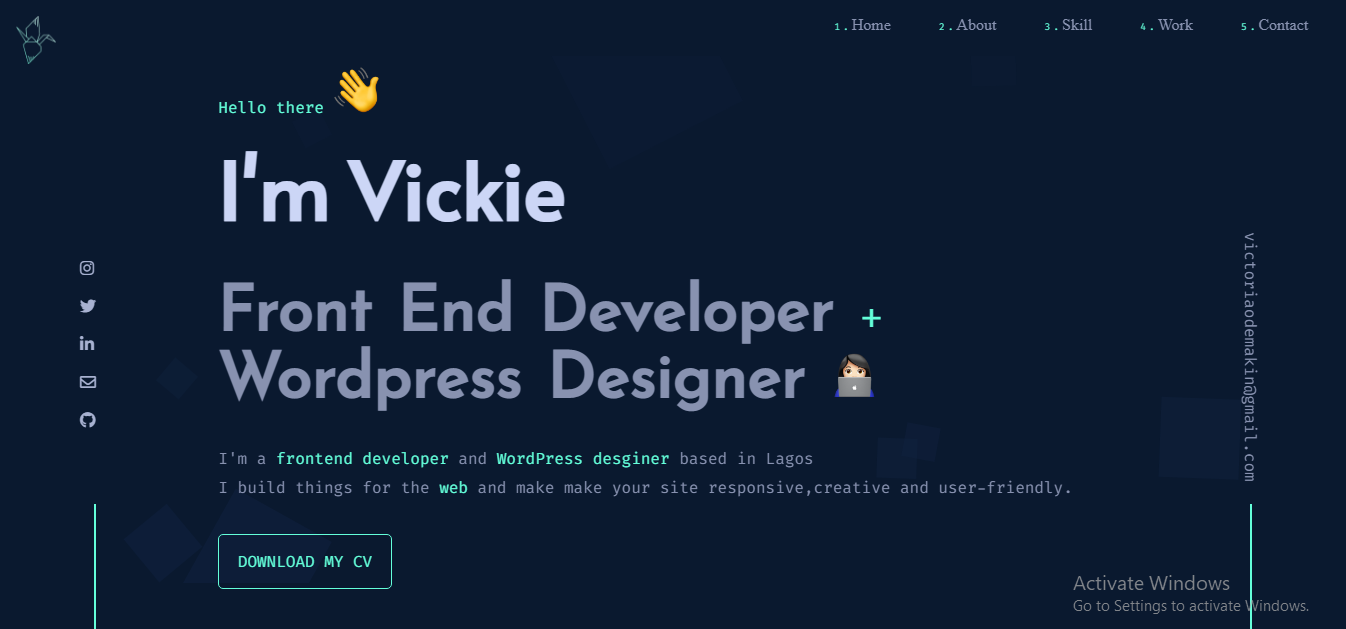 1. Home 2. About 3. Skill 4. Work 5. Contact
Hello there
I'm Vickie
Front End Developer +
Wordpress Designer
I'm a frontend developer and WordPress desginer based in Lagos
I build things for the web and make make your site responsive,creative and user-friendly.
DOWNLOAD MY CV
victoriaodemakin@gmail.com
Activate Windows
Go to Settings to activate Windows.